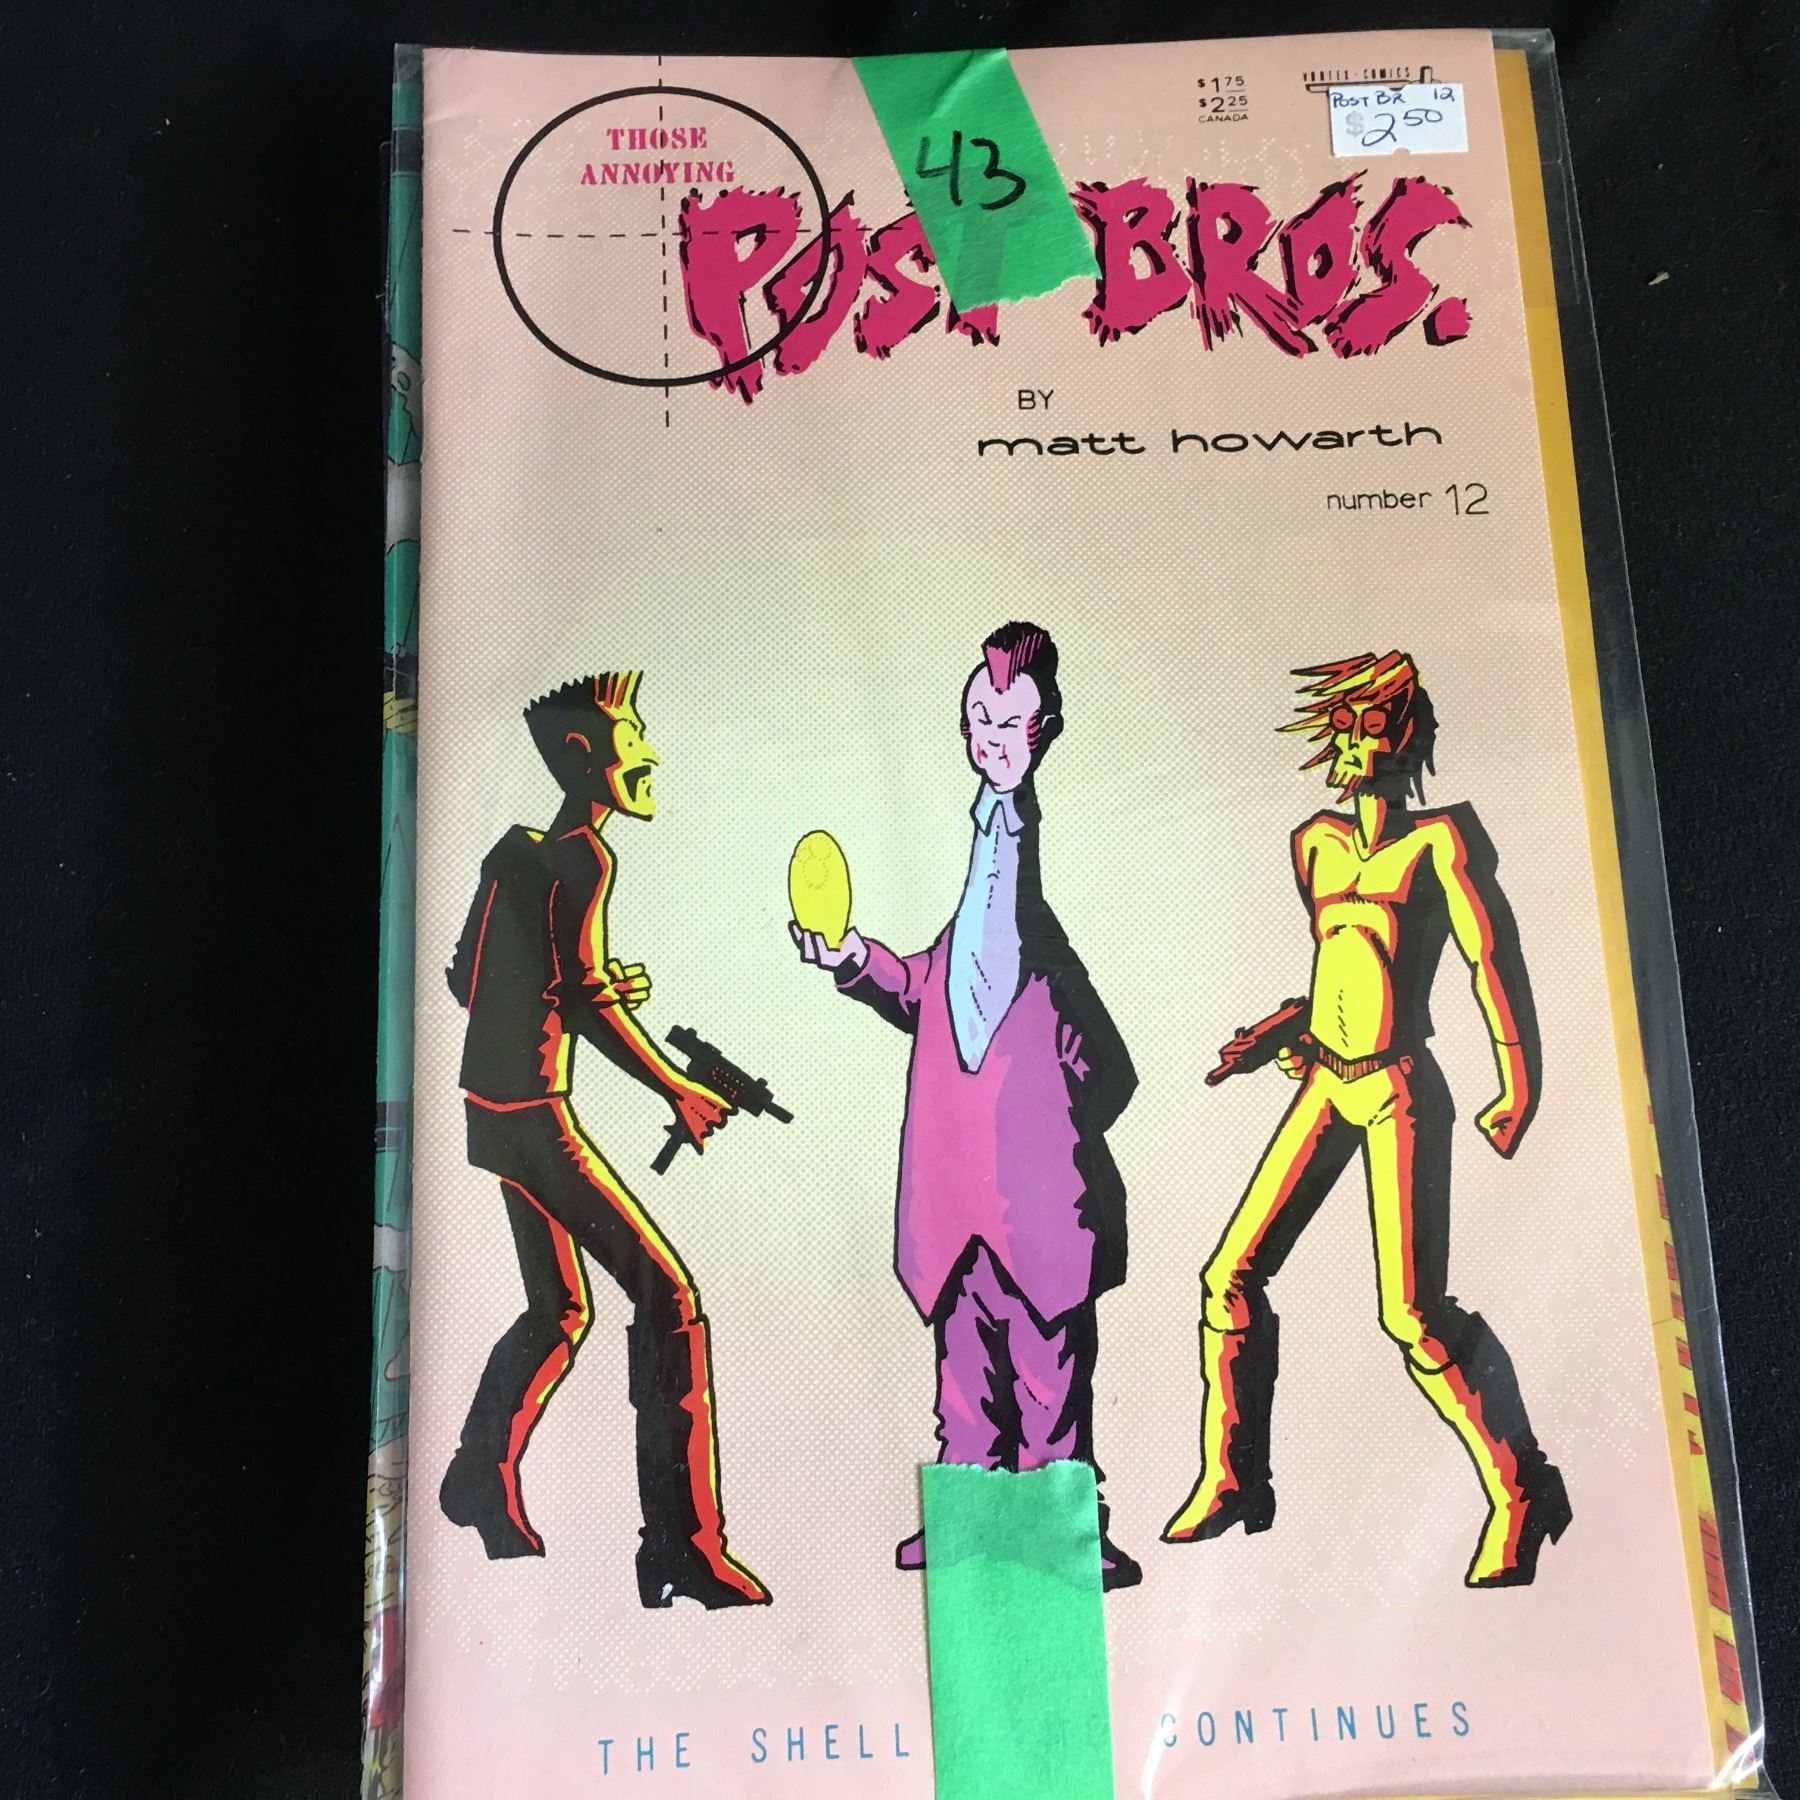 THOSE
ANNOYING
POST BROS.
43
$1.75
$2.25
CANADA
VORTEX·COMICS
POST BR 12
$2.50
BY
matt howarth
number 12
THE SHELL
CONTINUES